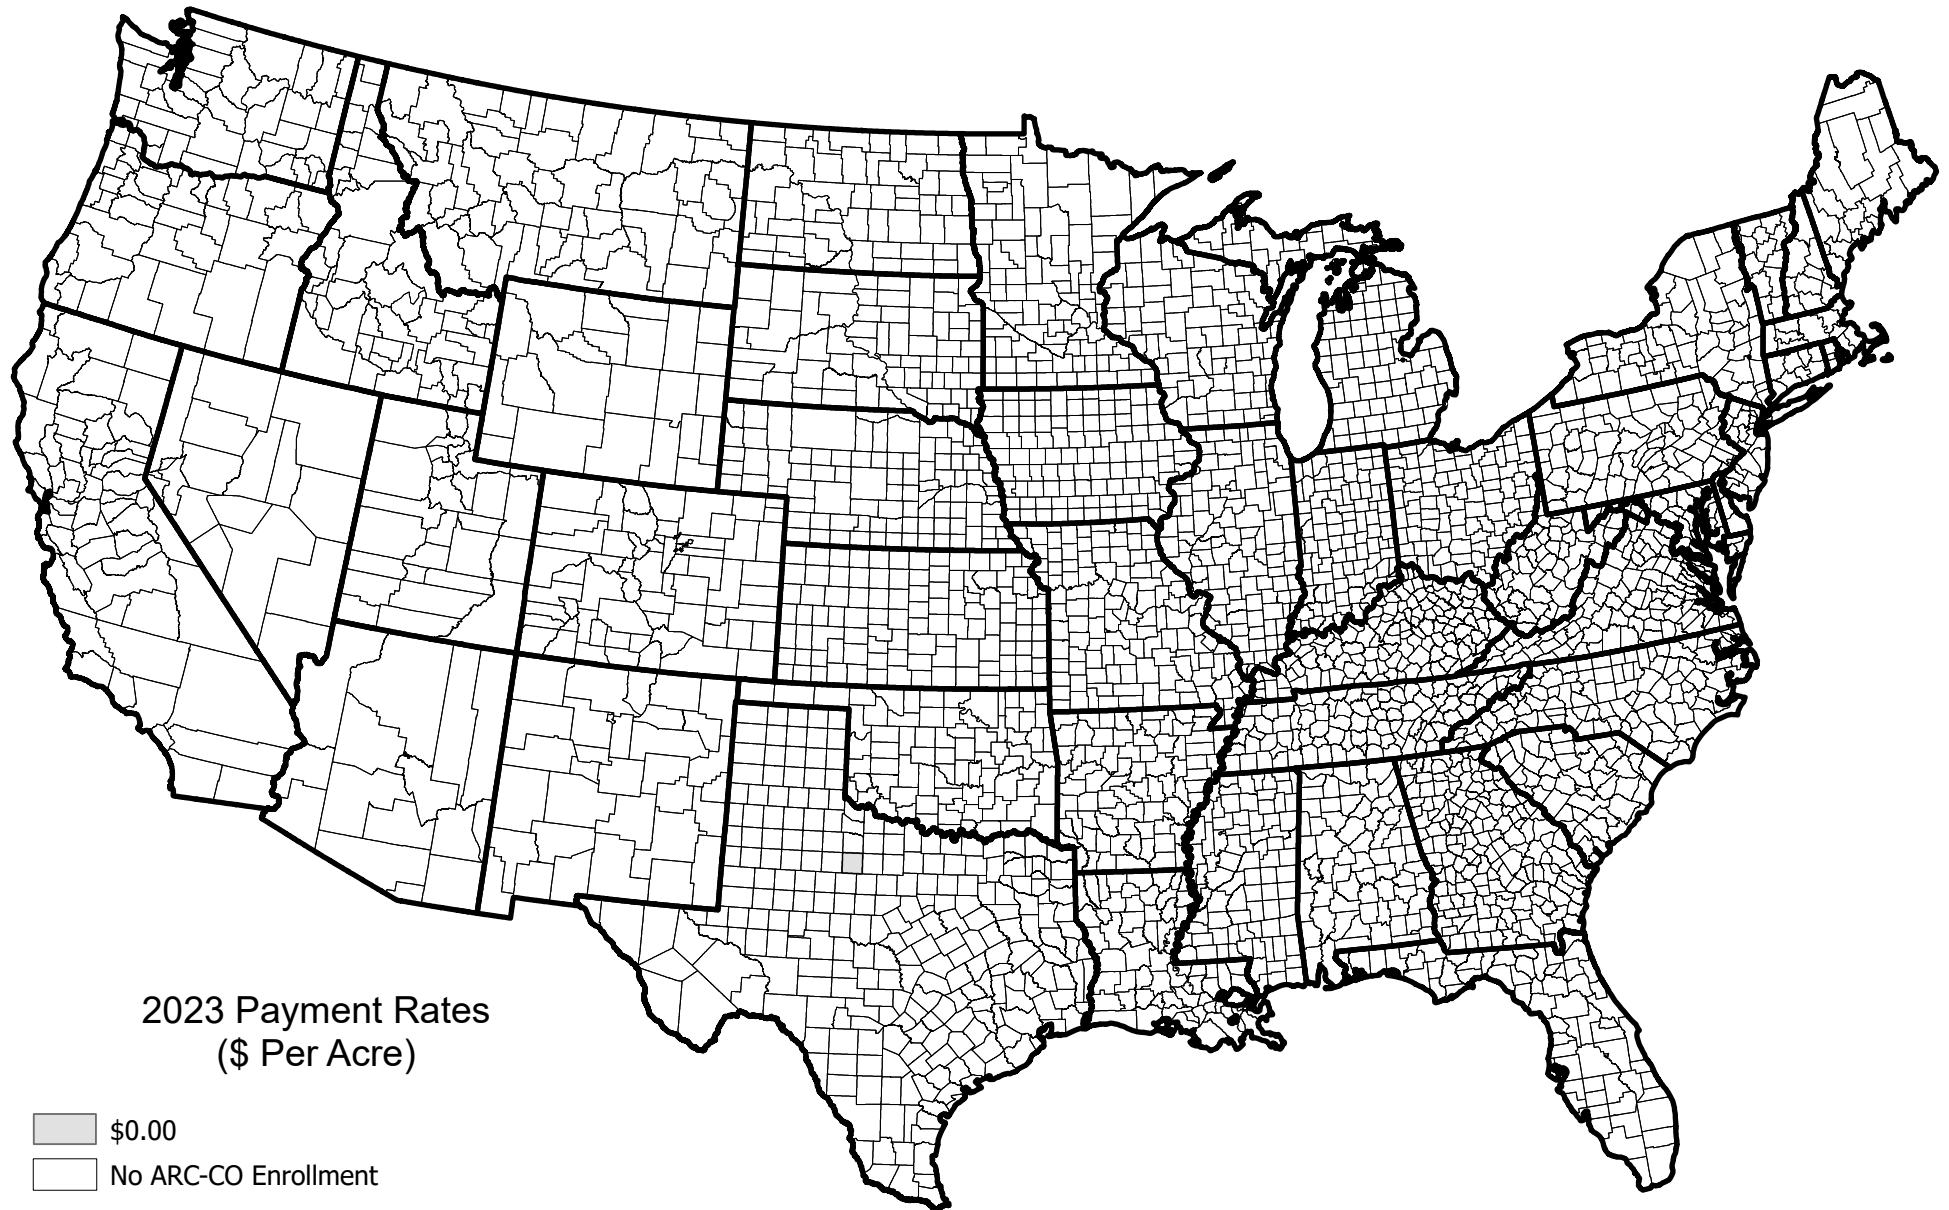 2023 Payment Rates
($ Per Acre)
$0.00
No ARC-CO Enrollment